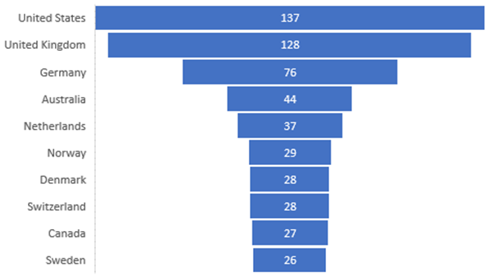 United States 137
United Kingdom 128
Germany 76
Australia 44
Netherlands 37
Norway 29
Denmark 28
Switzerland 28
Canada 27
Sweden 26